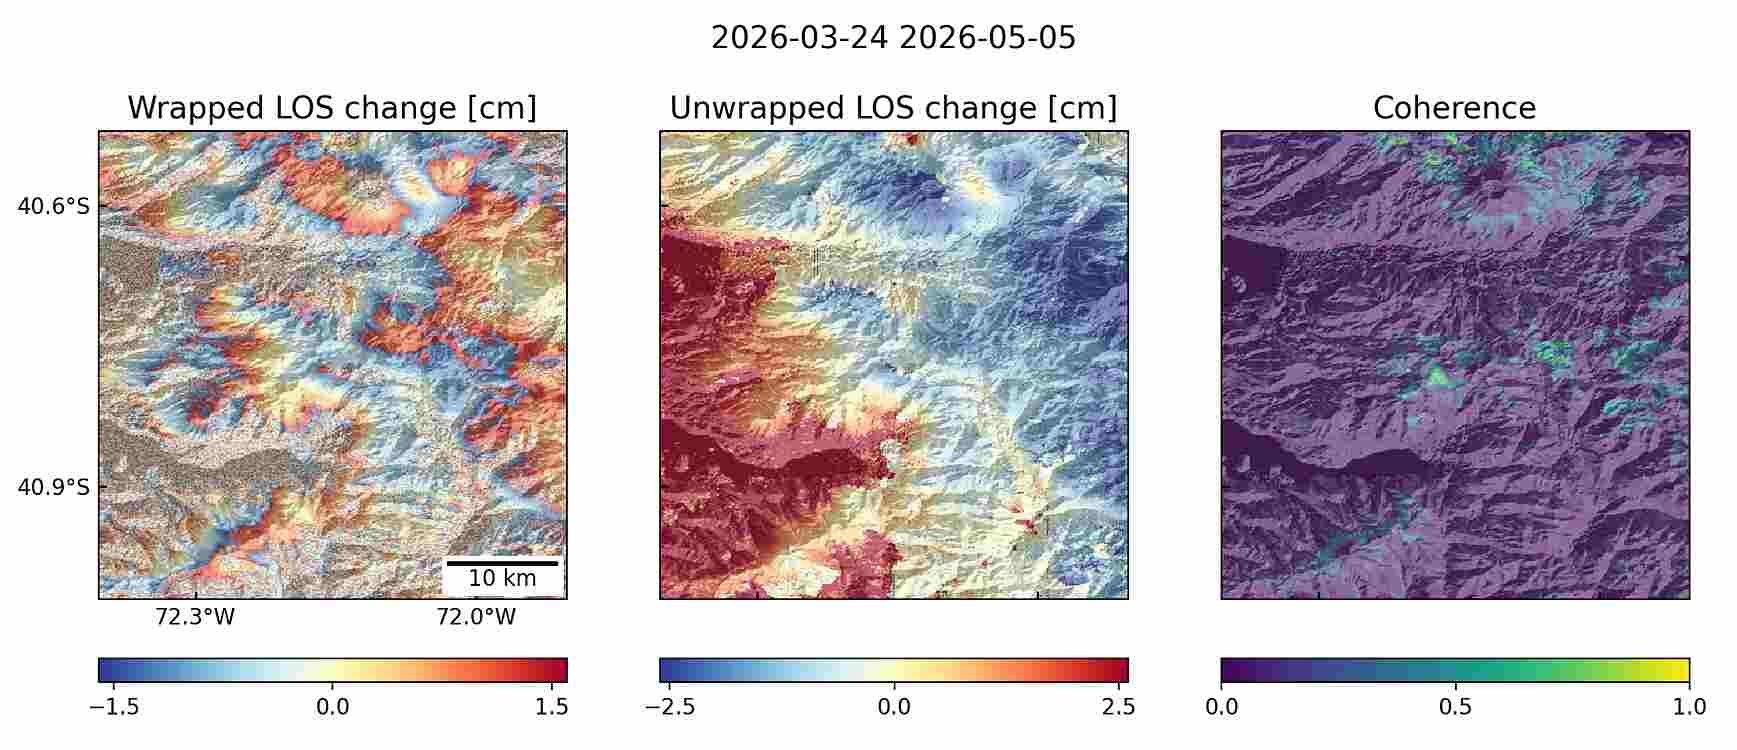 2026-03-24 2026-05-05
Wrapped LOS change [cm]
Unwrapped LOS change [cm]
Coherence
40.6°S
40.9°S
10 km
72.3°W
72.0°W
−1.5
0.0
1.5
−2.5
0.0
2.5
0.0
0.5
1.0